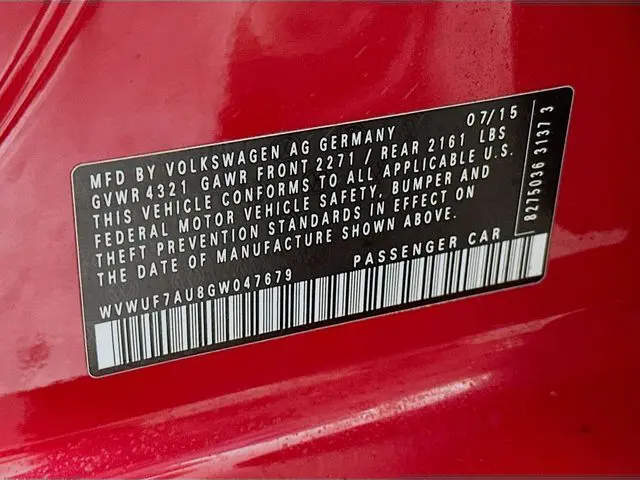 MFD BY VOLKSWAGEN AG GERMANY 07/15
GVWR 4321 GAWR FRONT 2271 / REAR 2161 LBS
THIS VEHICLE CONFORMS TO ALL APPLICABLE U.S.
FEDERAL MOTOR VEHICLE SAFETY, BUMPER AND
THEFT PREVENTION STANDARDS IN EFFECT ON
THE DATE OF MANUFACTURE SHOWN ABOVE.
WVWUF7AU8GW047679 PASSENGER CAR
8275036 3137 3